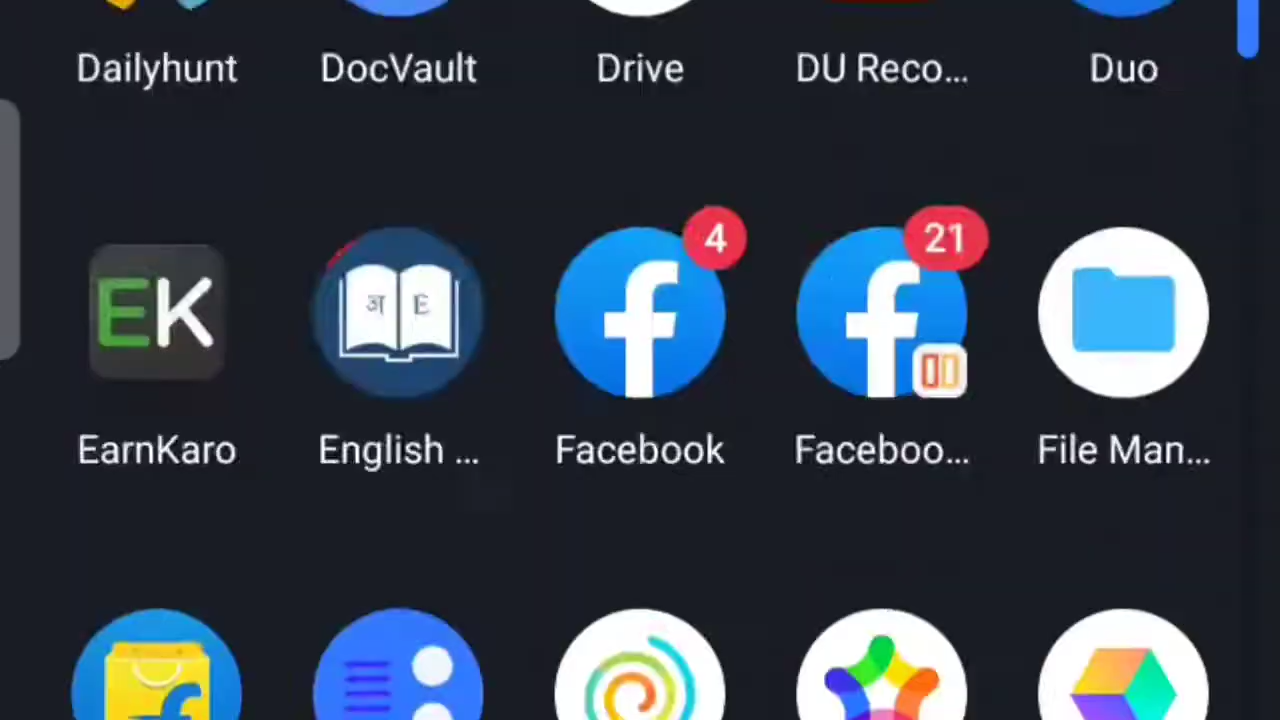 Dailyhunt DocVault Drive DU Reco... Duo
4 21
EK अ E
EarnKaro English ... Facebook Faceboo... File Man...